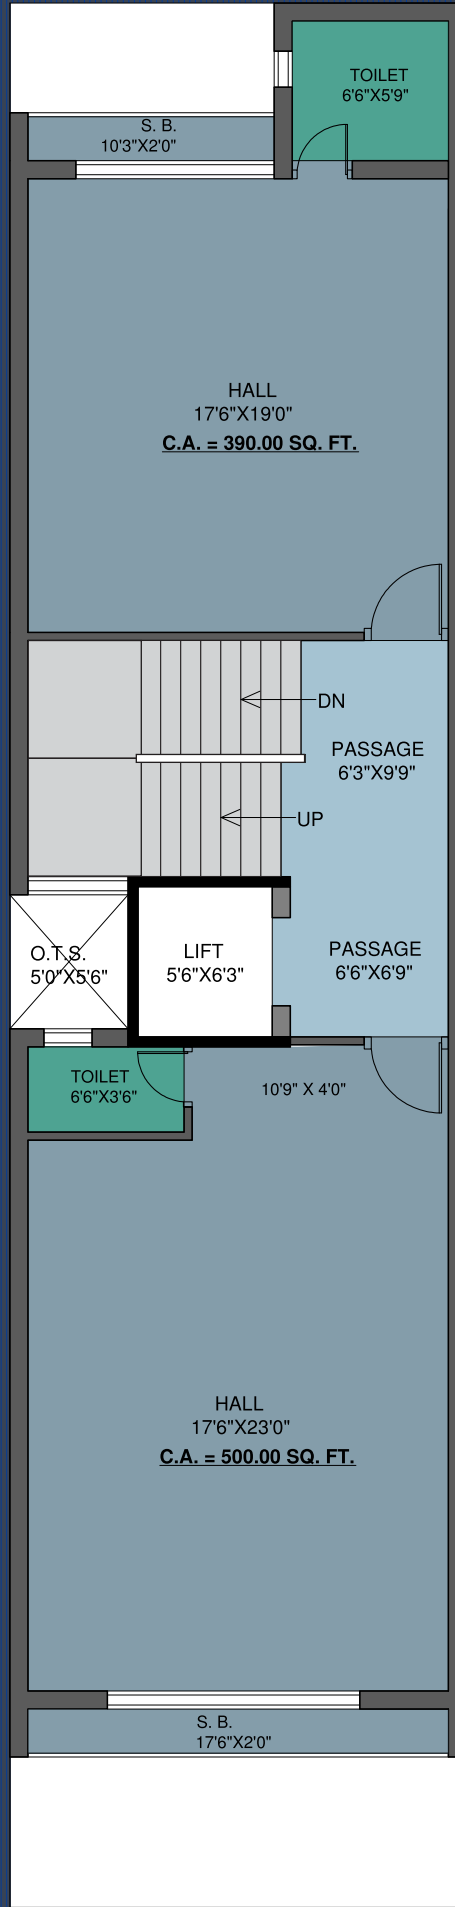 TOILET
6'6"X5'9"
S. B.
10'3"X2'0"
HALL
17'6"X19'0"
C.A. = 390.00 SQ. FT.
DN
PASSAGE
6'3"X9'9"
UP
O.T.S.
5'0"X5'6"
LIFT
5'6"X6'3"
PASSAGE
6'6"X6'9"
TOILET
6'6"X3'6"
10'9" X 4'0"
HALL
17'6"X23'0"
C.A. = 500.00 SQ. FT.
S. B.
17'6"X2'0"